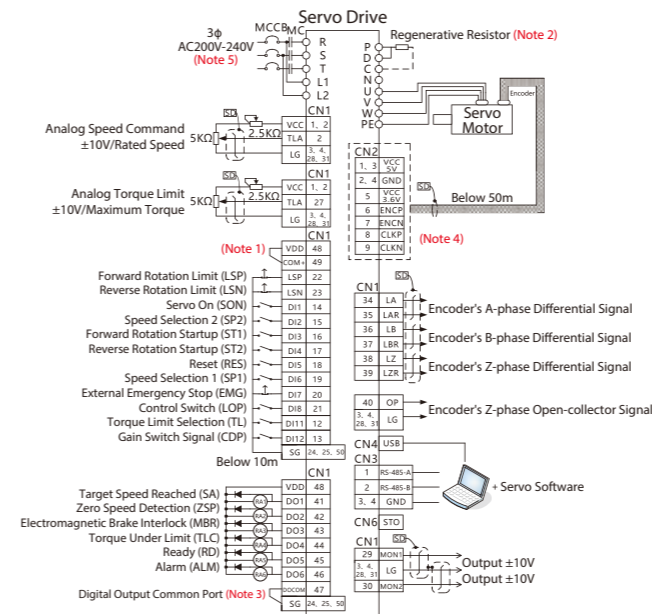 Servo Drive
3ϕ
AC200V-240V
(Note 5)
MCCB
MC
R
S
T
L1
L2
P
D
C
N
U
V
W
PE
Regenerative Resistor (Note 2)
Encoder
Servo
Motor
CN1
Analog Speed Command
±10V/Rated Speed
5KΩ
SD
2.5KΩ
VCC 1, 2
TLA 2
LG 3, 4, 28, 31
CN1
Analog Torque Limit
±10V/Maximum Torque
5KΩ
SD
2.5KΩ
VCC 1, 2
TLA 27
LG 3, 4, 28, 31
CN2
1, 3 VCC 5V
2, 4 GND
5 VCC 3.6V
6 ENCP
7 ENCN
8 CLKP
9 CLKN
SD
Below 50m
(Note 4)
CN1
(Note 1)
VDD 48
COM+ 49
Forward Rotation Limit (LSP) LSP 22
Reverse Rotation Limit (LSN) LSN 23
Servo On (SON) DI1 14
Speed Selection 2 (SP2) DI2 15
Forward Rotation Startup (ST1) DI3 16
Reverse Rotation Startup (ST2) DI4 17
Reset (RES) DI5 18
Speed Selection 1 (SP1) DI6 19
External Emergency Stop (EMG) DI7 20
Control Switch (LOP) DI8 21
Torque Limit Selection (TL) DI11 12
Gain Switch Signal (CDP) DI12 13
SG 24, 25, 50
Below 10m
CN1
SD
34 LA
35 LAR
Encoder's A-phase Differential Signal
36 LB
37 LBR
Encoder's B-phase Differential Signal
38 LZ
39 LZR
Encoder's Z-phase Differential Signal
40 OP
3, 4, 28, 31 LG
Encoder's Z-phase Open-collector Signal
CN4 USB
CN3
1 RS-485-A
2 RS-485-B
3, 4 GND
+ Servo Software
CN6 STO
CN1
SD
29 MON1
3, 4, 28, 31 LG
30 MON2
Output ±10V
Output ±10V
CN1
VDD 48
Target Speed Reached (SA) RA1 DO1 41
Zero Speed Detection (ZSP) RA2 DO2 42
Electromagnetic Brake Interlock (MBR) RA3 DO3 43
Torque Under Limit (TLC) RA4 DO4 44
Ready (RD) RA5 DO5 45
Alarm (ALM) RA6 DO6 46
DOCOM 47
Digital Output Common Port (Note 3)
SG 24, 25, 50